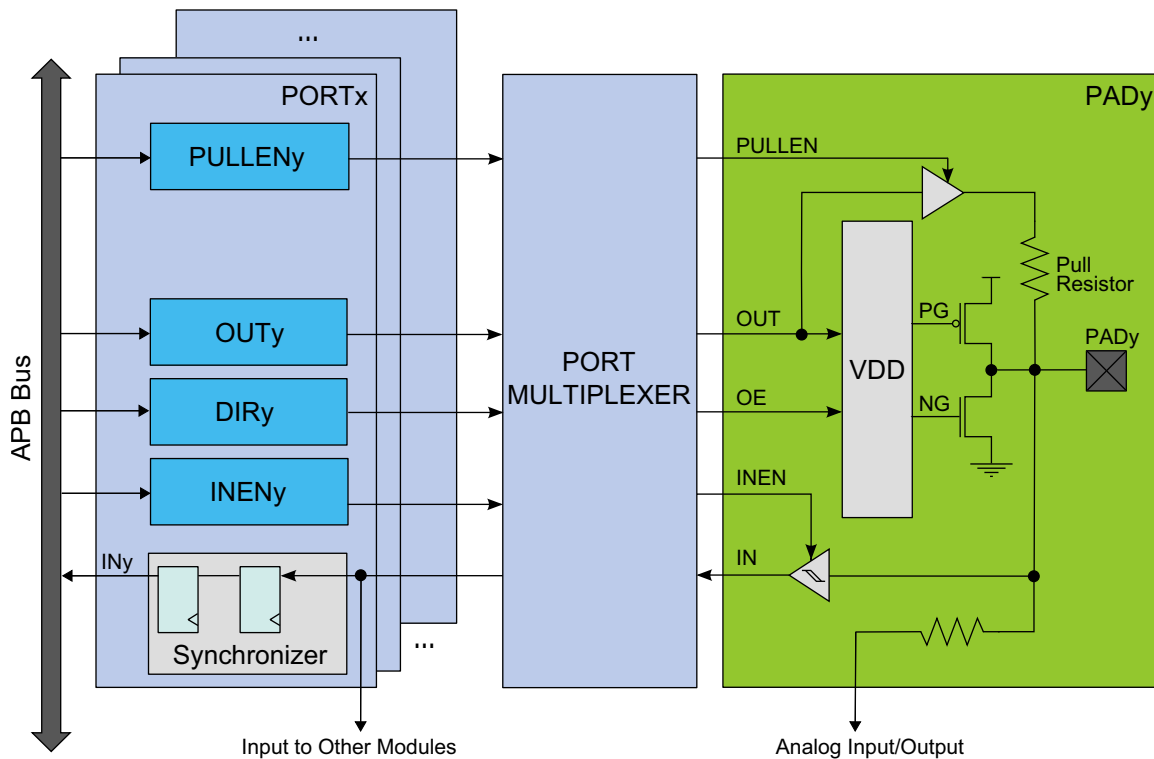 ...
PORTx
PADy
PULLENy
PULLEN
Pull
Resistor
OUTy
OUT
PG
PADy
PORT
MULTIPLEXER
VDD
DIRy
OE
NG
APB Bus
INENy
INEN
INy
IN
Synchronizer
...
Input to Other Modules
Analog Input/Output